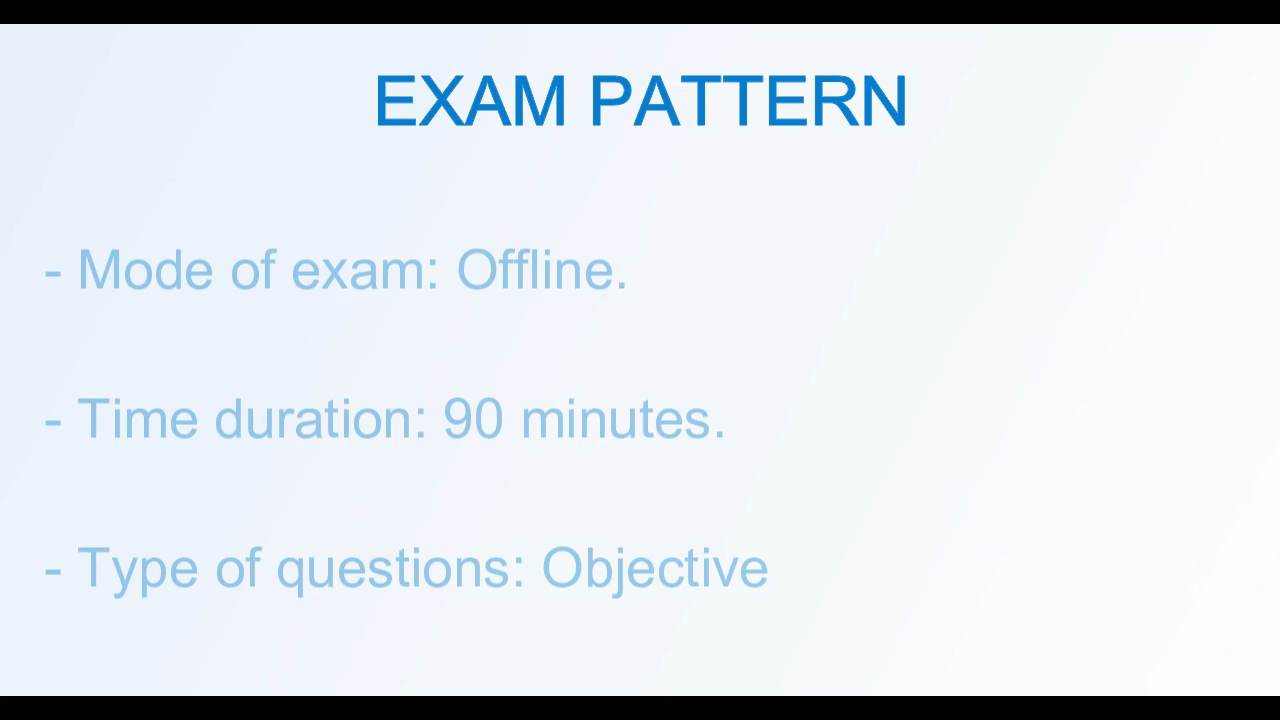 EXAM PATTERN
- Mode of exam: Offline.
- Time duration: 90 minutes.
- Type of questions: Objective